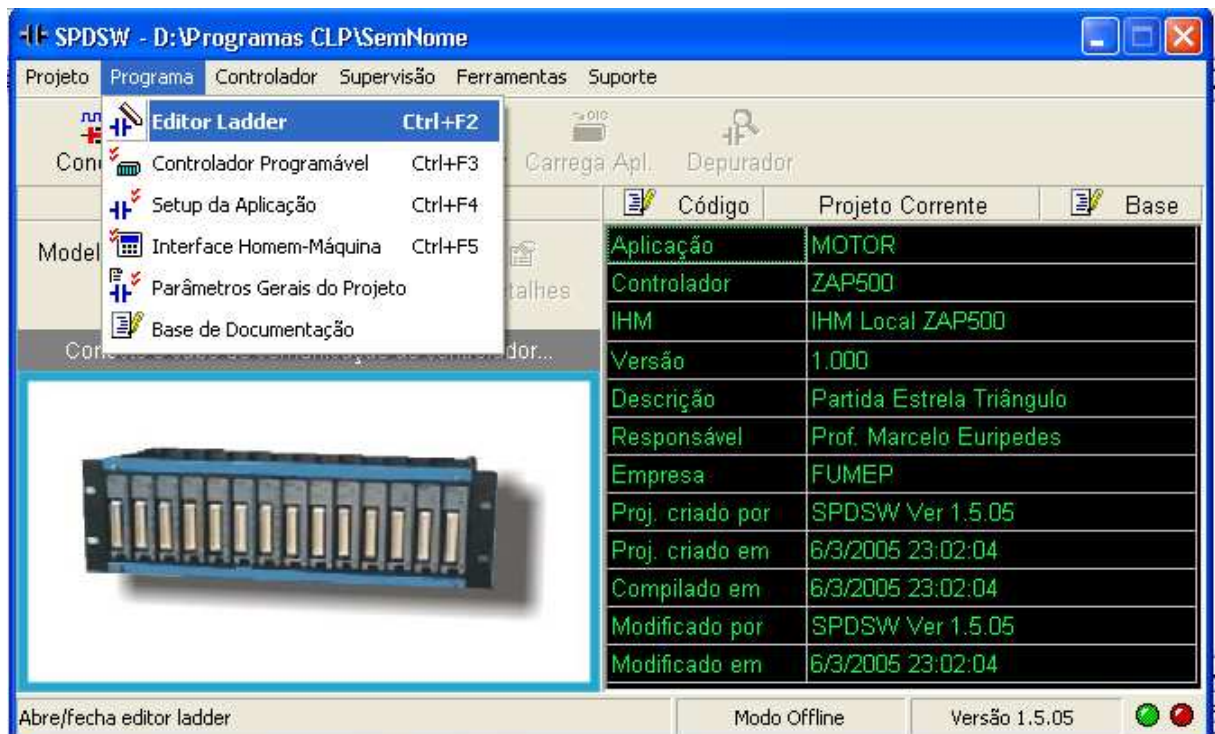 SPDSW - D:\Programas CLP\SemNome
Projeto Programa Controlador Supervisão Ferramentas Suporte
Editor Ladder Ctrl+F2
Controlador Programável Ctrl+F3
Setup da Aplicação Ctrl+F4
Interface Homem-Máquina Ctrl+F5
Parâmetros Gerais do Projeto
Base de Documentação
Carrega Apl. Depurador
Código Projeto Corrente Base
Aplicação MOTOR
Controlador ZAP500
IHM IHM Local ZAP500
Versão 1.000
Descrição Partida Estrela Triângulo
Responsável Prof. Marcelo Euripedes
Empresa FUMEP
Proj. criado por SPDSW Ver 1.5.05
Proj. criado em 6/3/2005 23:02:04
Compilado em 6/3/2005 23:02:04
Modificado por SPDSW Ver 1.5.05
Modificado em 6/3/2005 23:02:04
Abre/fecha editor ladder Modo Offline Versão 1.5.05